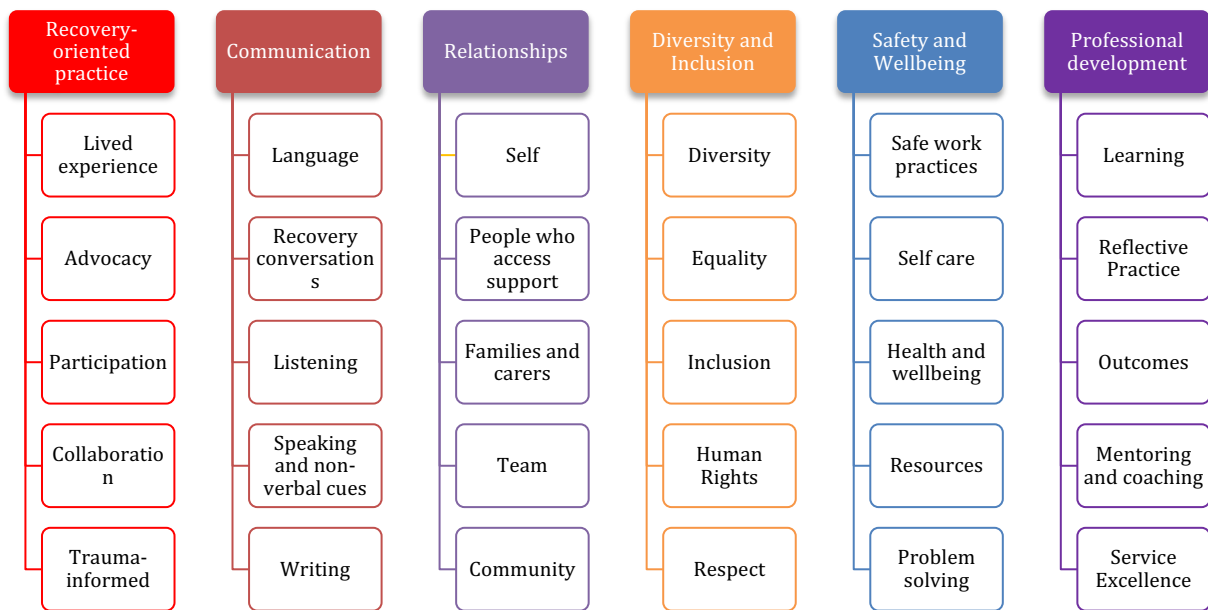 Recovery-
oriented
practice
Lived
experience
Advocacy
Participation
Collaboratio
n
Trauma-
informed
Communication
Language
Recovery
conversation
s
Listening
Speaking
and non-
verbal cues
Writing
Relationships
Self
People who
access
support
Families and
carers
Team
Community
Diversity and
Inclusion
Diversity
Equality
Inclusion
Human
Rights
Respect
Safety and
Wellbeing
Safe work
practices
Self care
Health and
wellbeing
Resources
Problem
solving
Professional
development
Learning
Reflective
Practice
Outcomes
Mentoring
and coaching
Service
Excellence